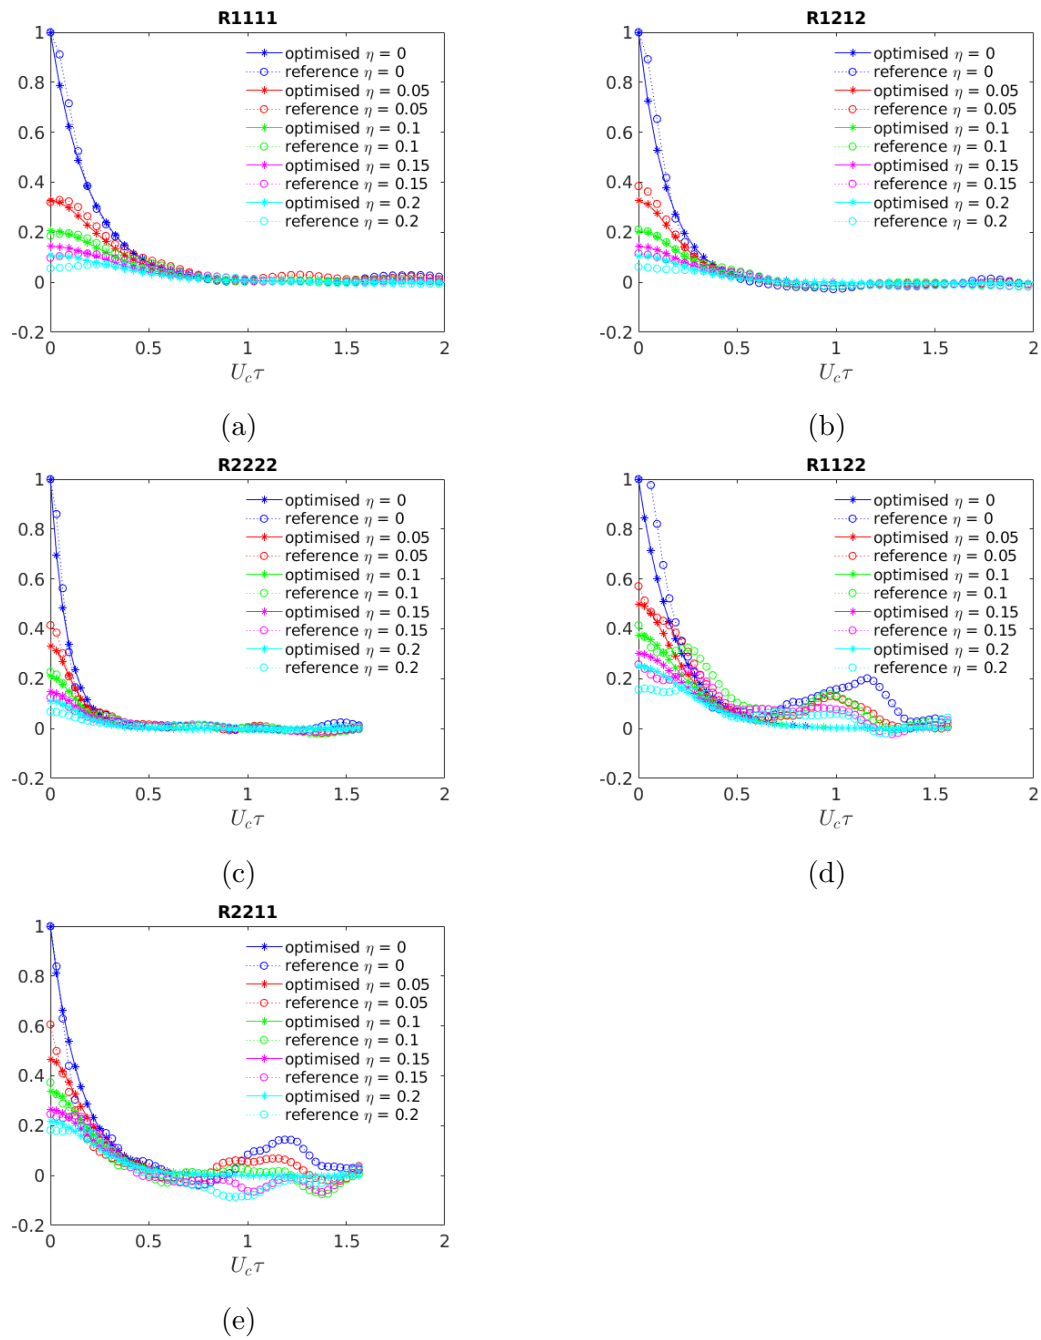 R1111
1
0.8
0.6
0.4
0.2
0
-0.2
0
0.5
1
1.5
2
optimised η = 0
reference η = 0
optimised η = 0.05
reference η = 0.05
optimised η = 0.1
reference η = 0.1
optimised η = 0.15
reference η = 0.15
optimised η = 0.2
reference η = 0.2
U_cτ
(a)
R1212
1
0.8
0.6
0.4
0.2
0
-0.2
0
0.5
1
1.5
2
optimised η = 0
reference η = 0
optimised η = 0.05
reference η = 0.05
optimised η = 0.1
reference η = 0.1
optimised η = 0.15
reference η = 0.15
optimised η = 0.2
reference η = 0.2
U_cτ
(b)
R2222
1
0.8
0.6
0.4
0.2
0
-0.2
0
0.5
1
1.5
2
optimised η = 0
reference η = 0
optimised η = 0.05
reference η = 0.05
optimised η = 0.1
reference η = 0.1
optimised η = 0.15
reference η = 0.15
optimised η = 0.2
reference η = 0.2
U_cτ
(c)
R1122
1
0.8
0.6
0.4
0.2
0
-0.2
0
0.5
1
1.5
2
optimised η = 0
reference η = 0
optimised η = 0.05
reference η = 0.05
optimised η = 0.1
reference η = 0.1
optimised η = 0.15
reference η = 0.15
optimised η = 0.2
reference η = 0.2
U_cτ
(d)
R2211
1
0.8
0.6
0.4
0.2
0
-0.2
0
0.5
1
1.5
2
optimised η = 0
reference η = 0
optimised η = 0.05
reference η = 0.05
optimised η = 0.1
reference η = 0.1
optimised η = 0.15
reference η = 0.15
optimised η = 0.2
reference η = 0.2
U_cτ
(e)